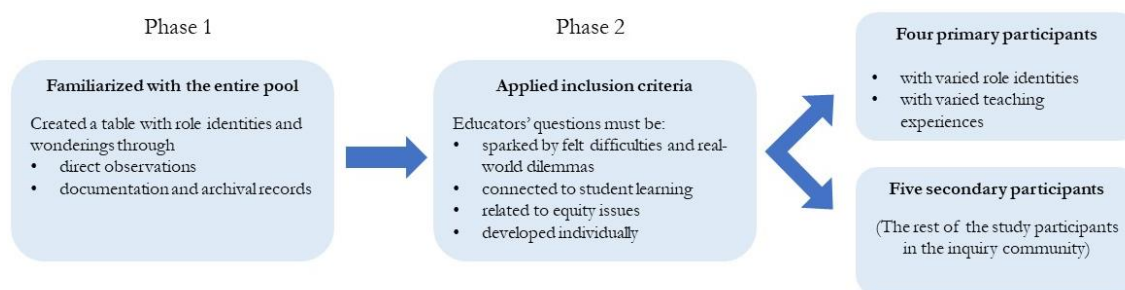 Phase 1
Familiarized with the entire pool
Created a table with role identities and
wonderings through
• direct observations
• documentation and archival records
Phase 2
Applied inclusion criteria
Educators’ questions must be:
• sparked by felt difficulties and real-
world dilemmas
• connected to student learning
• related to equity issues
• developed individually
Four primary participants
• with varied role identities
• with varied teaching
experiences
Five secondary participants
(The rest of the study participants
in the inquiry community)